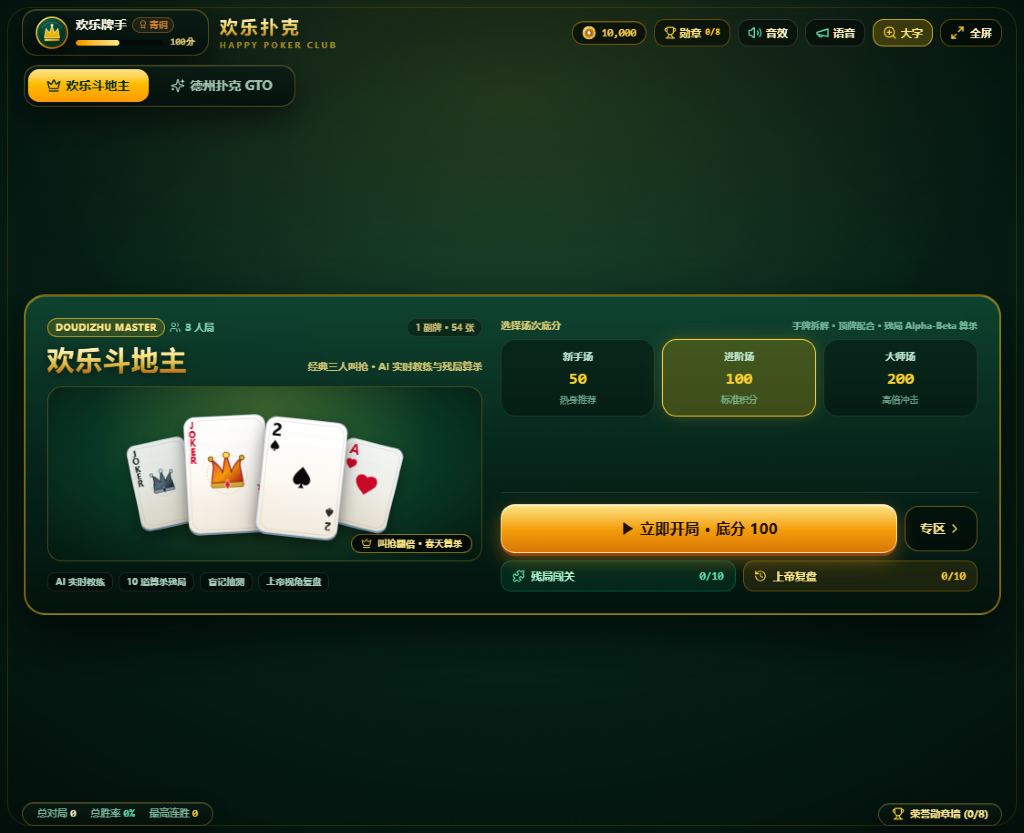 欢乐牌手 青铜
100分
欢乐扑克
HAPPY POKER CLUB
10,000
勋章 0/8
音效
语音
大字
全屏
欢乐斗地主
德州扑克 GTO
DOUDIZHU MASTER 3 人局
1 副牌 • 54 张
欢乐斗地主
经典三人叫抢 • AI 实时教练与残局算杀
JOKER
JOKER
2
2
A
叫抢翻倍 • 春天算杀
AI 实时教练
10 道算杀残局
盲记抽测
上帝视角复盘
选择场次底分
手牌拆解 • 顶牌配合 • 残局 Alpha-Beta 算杀
新手场
50
热身推荐
进阶场
100
标准积分
大师场
200
高倍冲击
立即开局 • 底分 100
专区
残局闯关 0/10
上帝复盘 0/10
总对局 0 总胜率 0% 最高连胜 0
荣誉勋章墙 (0/8)